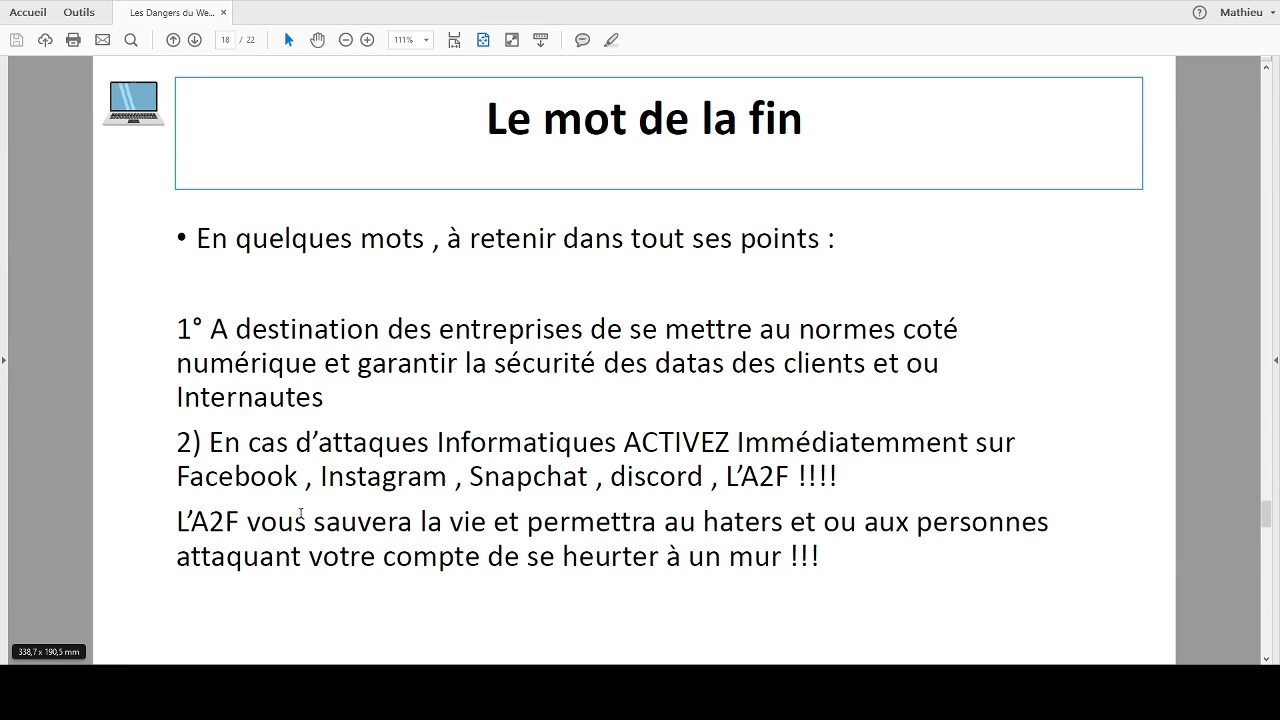 Accueil Outils Les Dangers du We... × Mathieu
18 / 22 111%
Le mot de la fin
• En quelques mots , à retenir dans tout ses points :
1° A destination des entreprises de se mettre au normes coté
numérique et garantir la sécurité des datas des clients et ou
Internautes
2) En cas d’attaques Informatiques ACTIVEZ Immédiatemment sur
Facebook , Instagram , Snapchat , discord , L’A2F !!!!
L’A2F vous sauvera la vie et permettra au haters et ou aux personnes
attaquant votre compte de se heurter à un mur !!!
338,7 x 190,5 mm